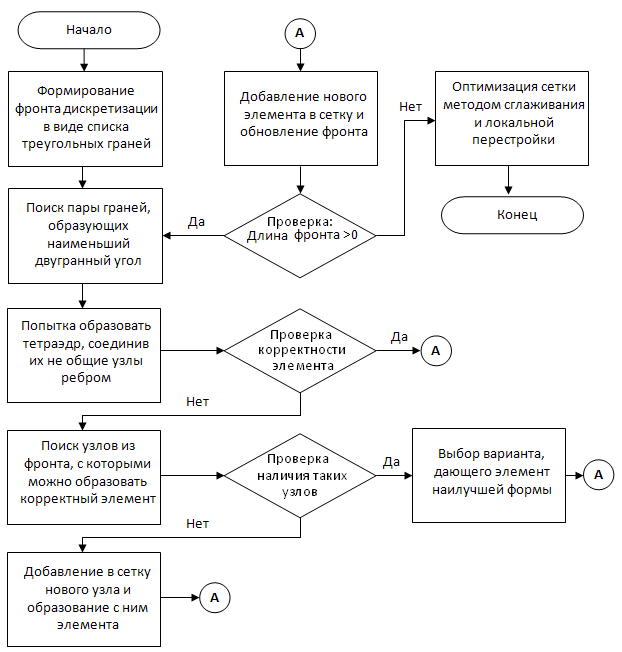 Начало
Формирование
фронта дискретизации
в виде списка
треугольных граней
Поиск пары граней,
образующих
наименьший
двугранный угол
А
Добавление нового
элемента в сетку и
обновление фронта
Проверка:
Длина фронта >0
Да
Нет
Оптимизация сетки
методом сглаживания
и локальной
перестройки
Конец
Попытка образовать
тетраэдр, соединив
их не общие узлы
ребром
Проверка
корректности
элемента
Да
А
Нет
Поиск узлов из
фронта, с которыми
можно образовать
корректный элемент
Проверка
наличия таких
узлов
Да
Выбор варианта,
дающего элемент
наилучшей формы
А
Нет
Добавление в сетку
нового узла и
образование с ним
элемента
А